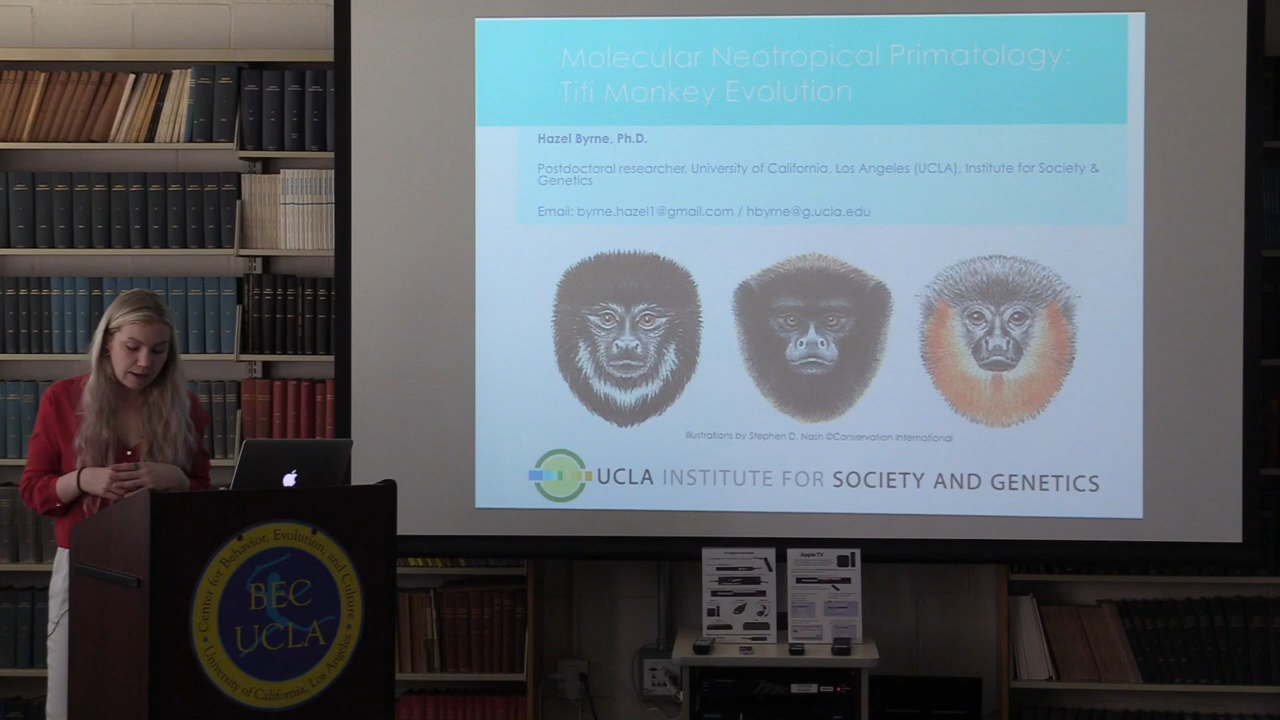 Molecular Neotropical Primatology:
Titi Monkey Evolution
Hazel Byrne, Ph.D.
Postdoctoral researcher, University of California, Los Angeles (UCLA), Institute for Society &
Genetics
Email: byrne.hazel1@gmail.com / hbyrne@g.ucla.edu
Illustrations by Stephen D. Nash ©Conservation International
UCLA INSTITUTE FOR SOCIETY AND GENETICS
Center for Behavior, Evolution, and Culture
BEC
UCLA
University of California, Los Angeles
Apple TV